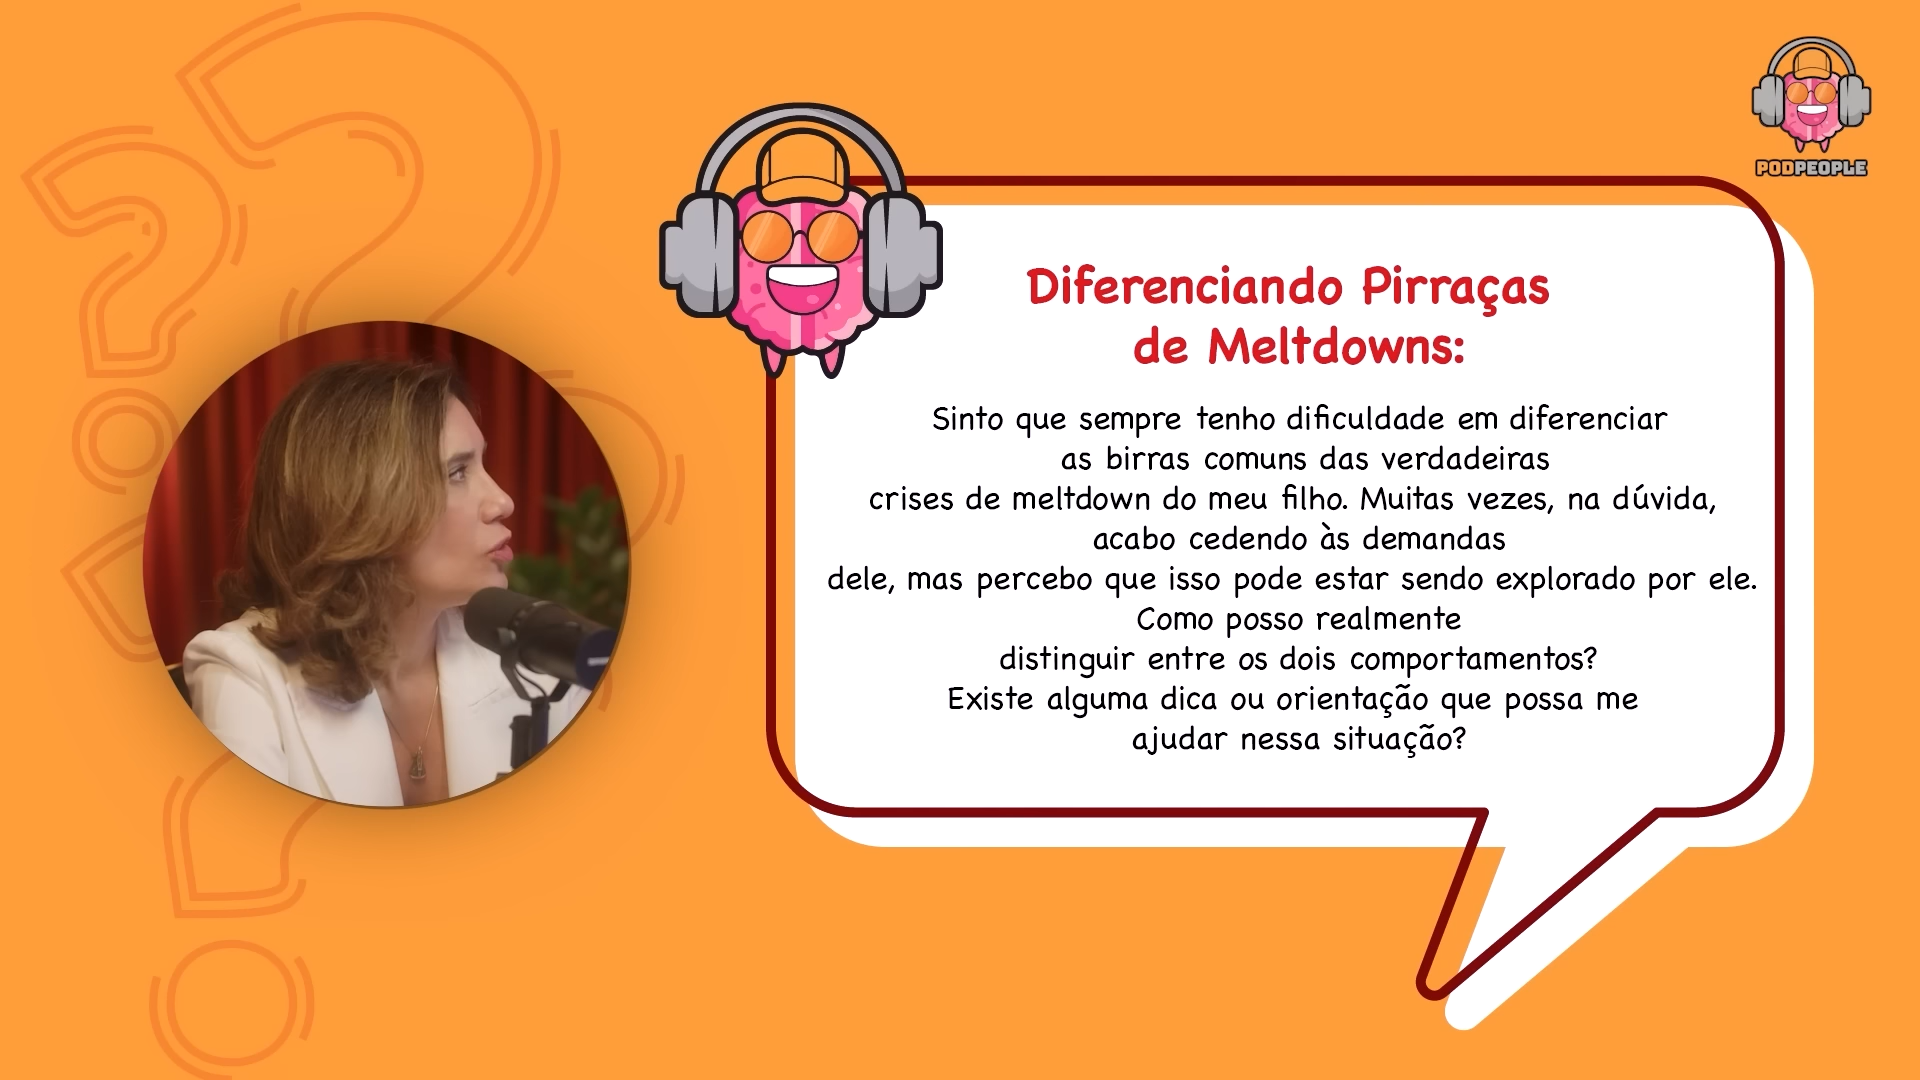 PODPEOPLE
Diferenciando Pirraças
de Meltdowns:
Sinto que sempre tenho dificuldade em diferenciar
as birras comuns das verdadeiras
crises de meltdown do meu filho. Muitas vezes, na dúvida,
acabo cedendo às demandas
dele, mas percebo que isso pode estar sendo explorado por ele.
Como posso realmente
distinguir entre os dois comportamentos?
Existe alguma dica ou orientação que possa me
ajudar nessa situação?